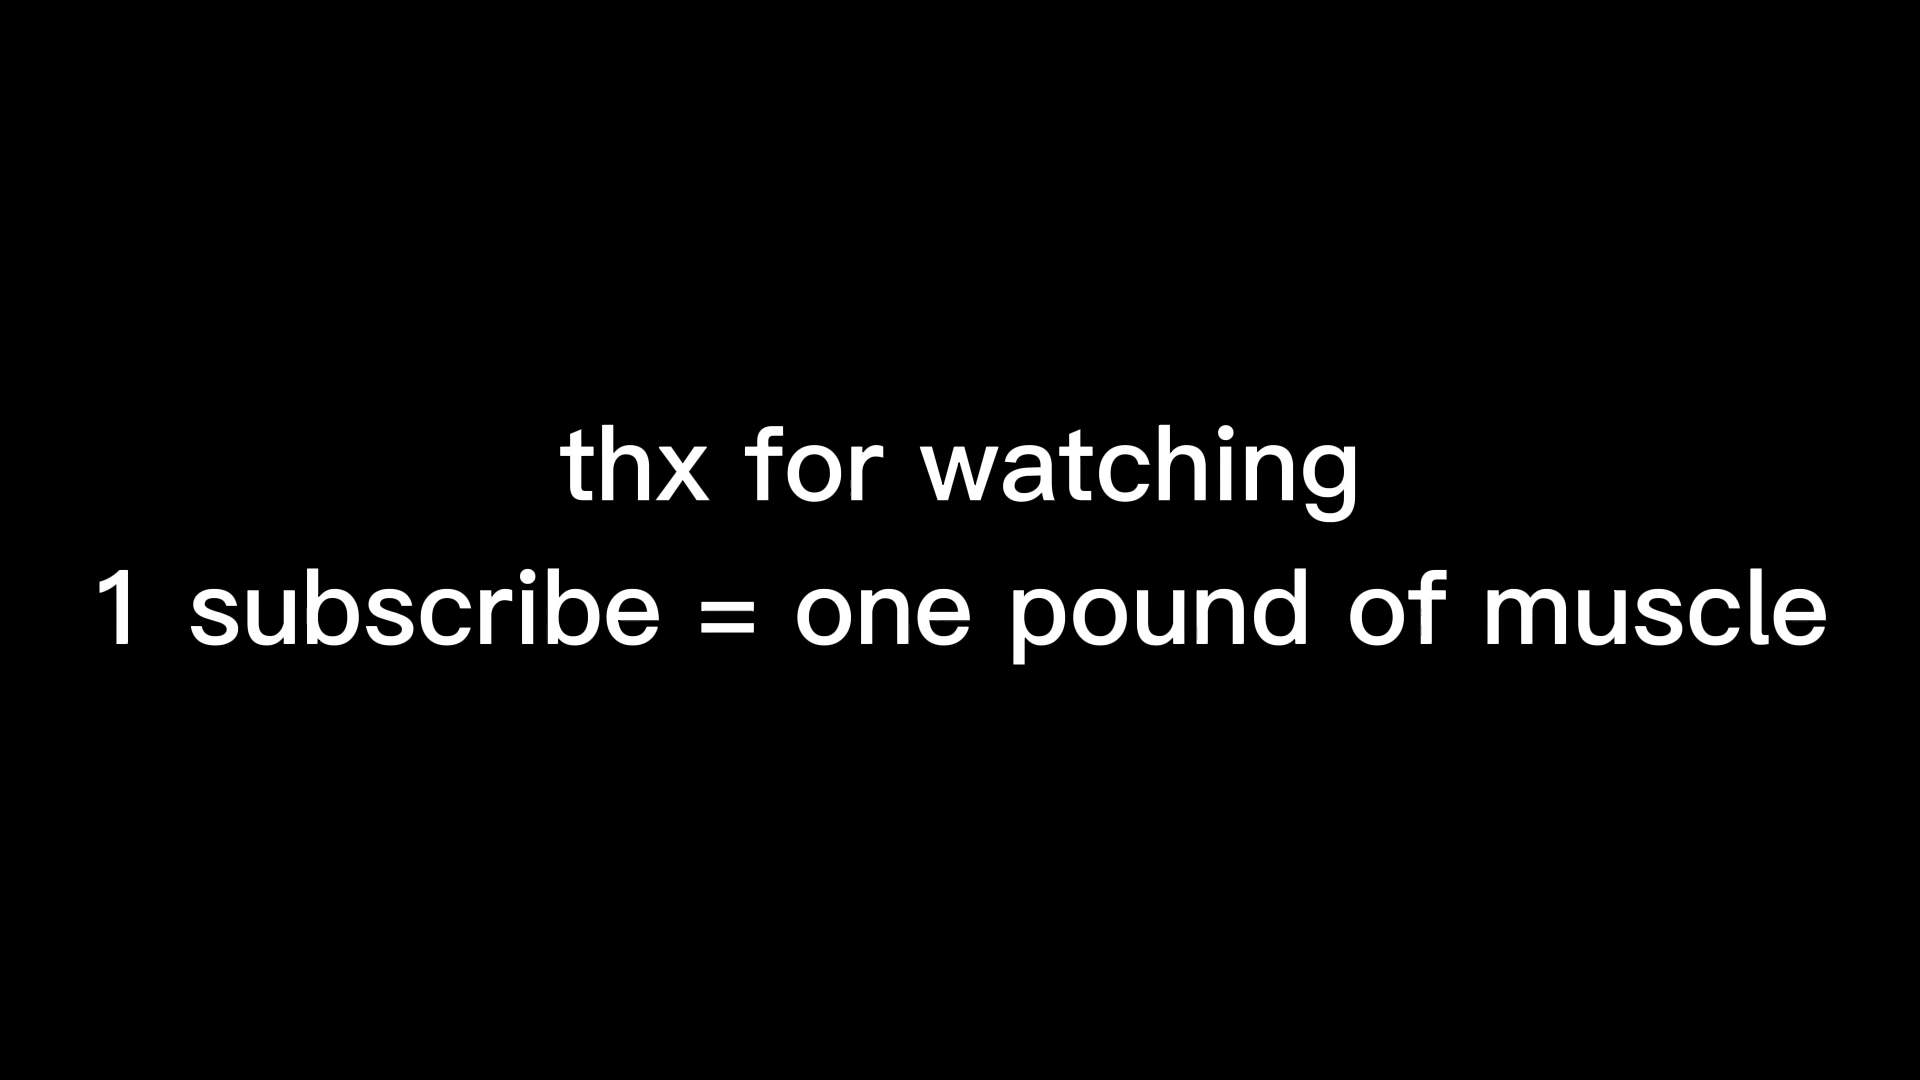 thx for watching
1 subscribe = one pound of muscle